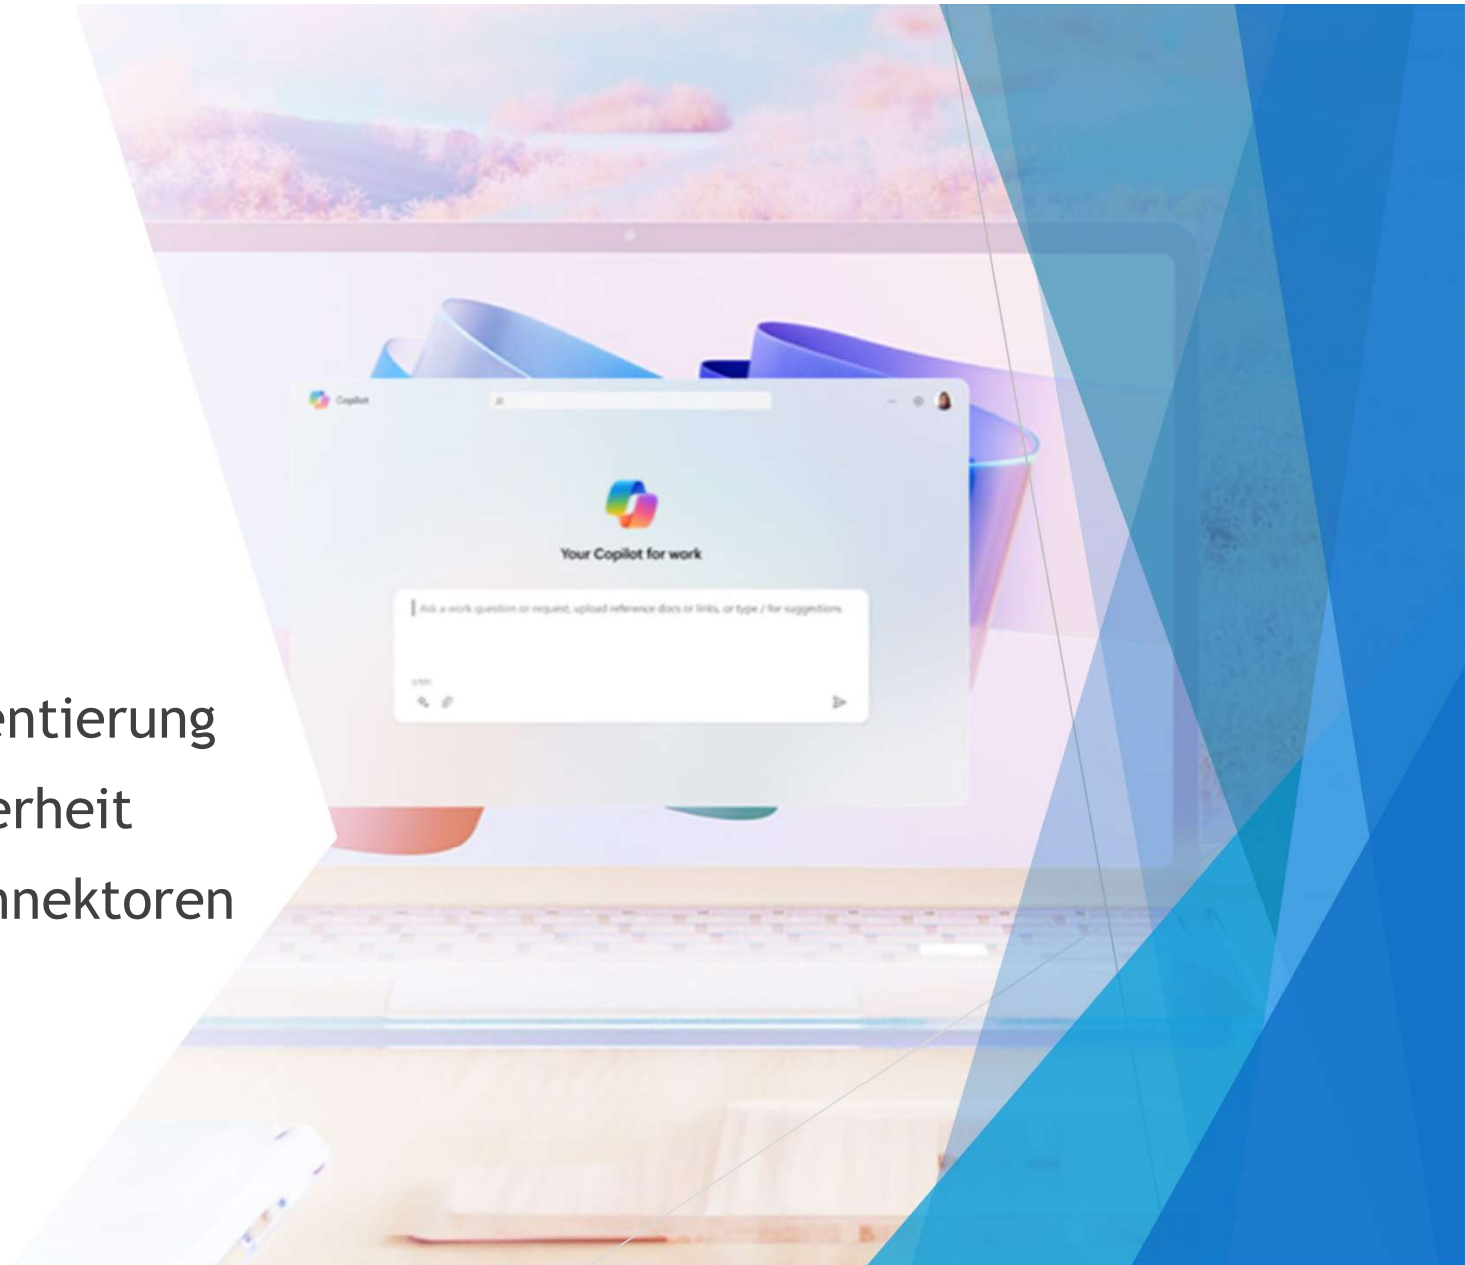 Copilot
Your Copilot for work
Ask a work question or request, upload reference docs or links, or type / for suggestions
entierung
erheit
nnektoren